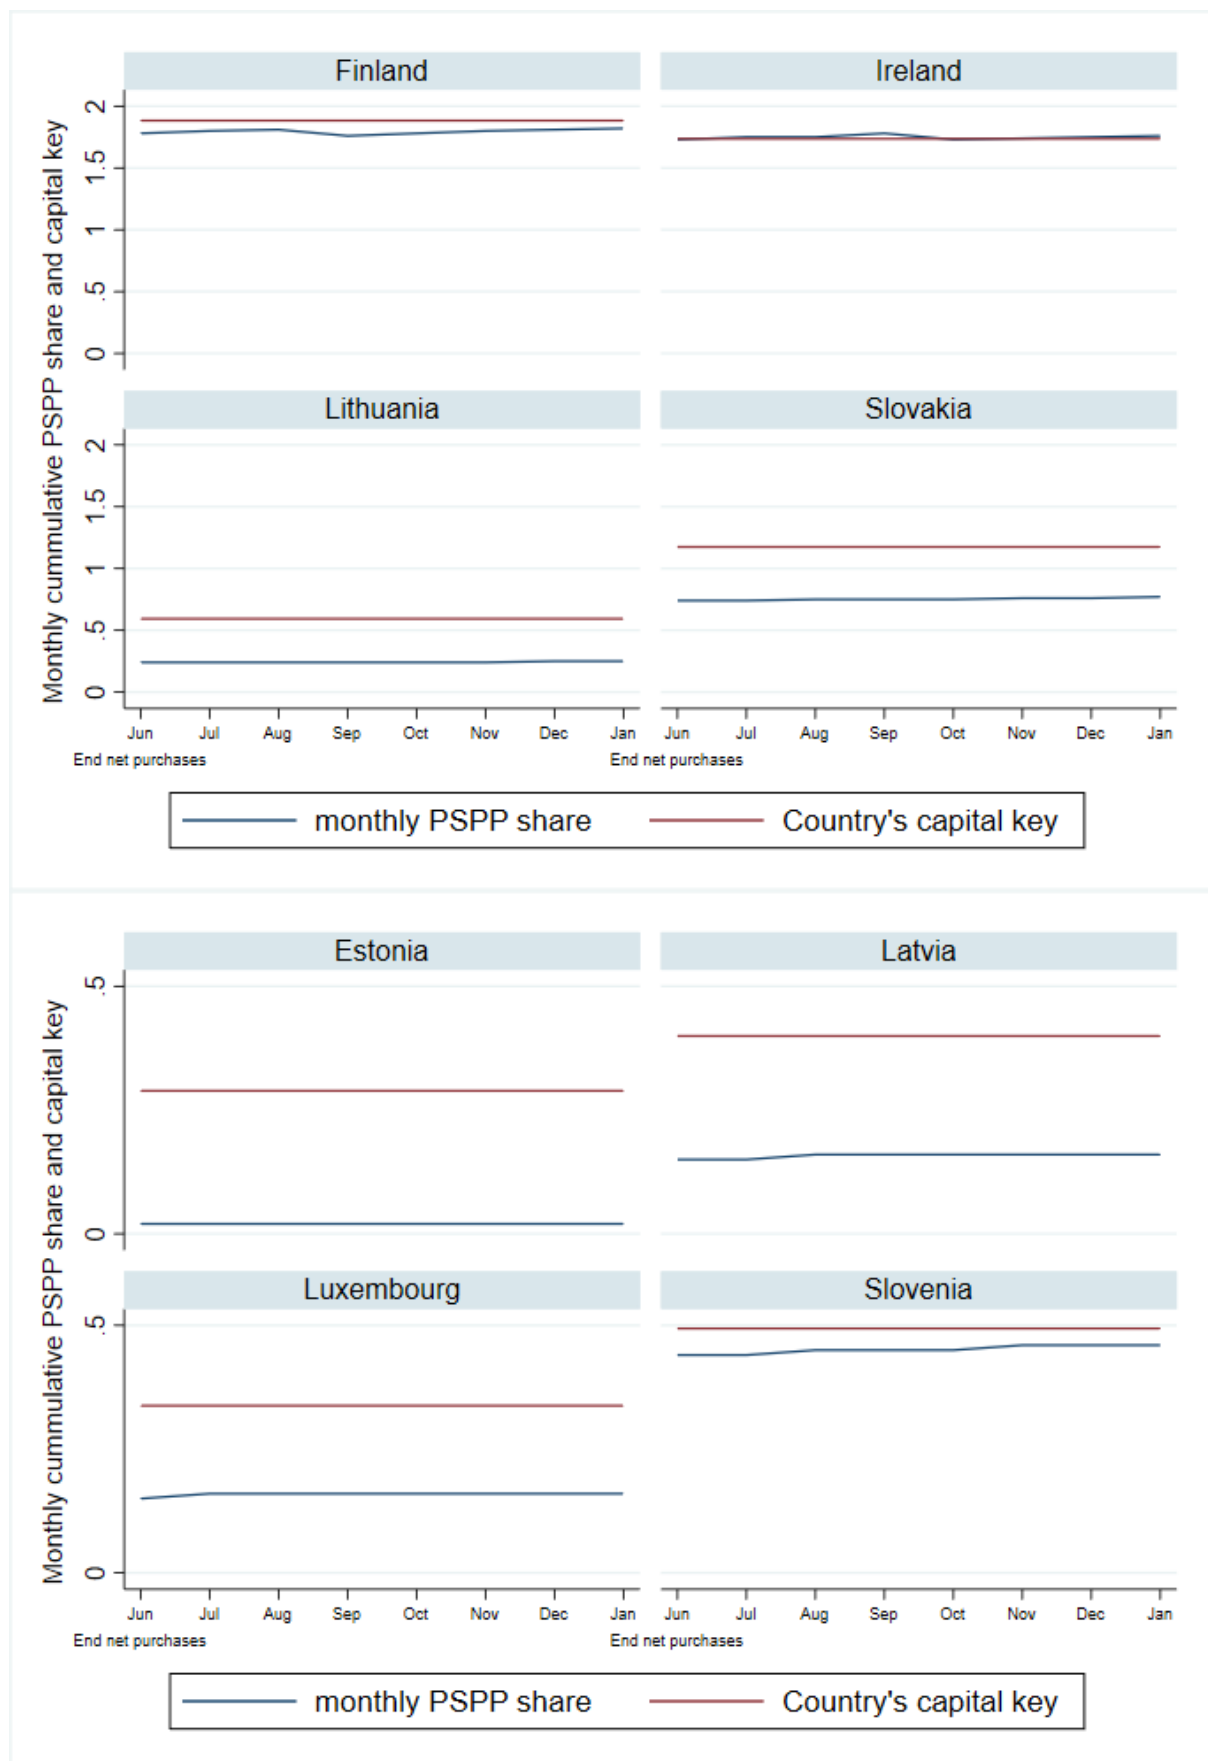 Monthly cummulative PSPP share and capital key
Finland
Ireland
2
1.5
1
.5
0
Lithuania
Slovakia
2
1.5
1
.5
0
Jun Jul Aug Sep Oct Nov Dec Jan
Jun Jul Aug Sep Oct Nov Dec Jan
End net purchases
End net purchases
monthly PSPP share
Country's capital key
Monthly cummulative PSPP share and capital key
Estonia
Latvia
.5
0
Luxembourg
Slovenia
.5
0
Jun Jul Aug Sep Oct Nov Dec Jan
Jun Jul Aug Sep Oct Nov Dec Jan
End net purchases
End net purchases
monthly PSPP share
Country's capital key